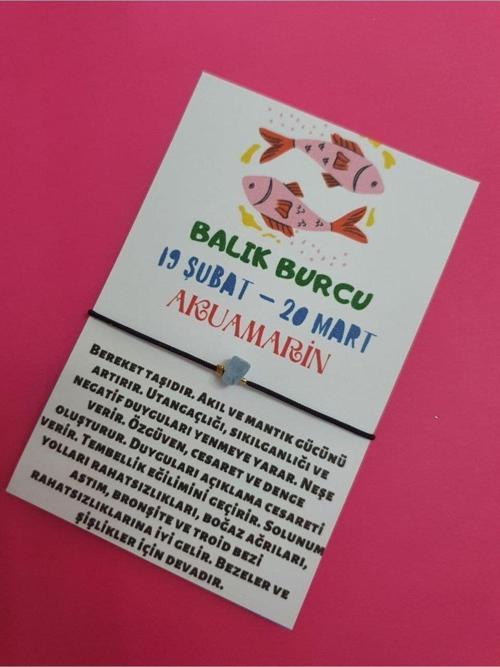 BALIK BURCU
19 ŞUBAT – 20 MART
AKUAMARİN
BEREKET TAŞIDIR. AKIL VE MANTIK GÜCÜNÜ
ARTIRIR. UTANGAÇLIĞI, SIKILGANLIĞI VE
NEGATİF DUYGULARI YENMEYE YARAR. NEŞE
VERİR. ÖZGÜVEN, CESARET VE DENGE
OLUŞTURUR. DUYGULARI AÇIKLAMA CESARETİ
VERİR. TEMBELLİK EĞİLİMİNİ GEÇİRİR. SOLUNUM
YOLLARI RAHATSIZLIKLARI, BOĞAZ AĞRILARI,
ASTIM, BRONŞİTE VE TROİD BEZİ
RAHATSIZLIKLARINA İYİ GELİR. BEZELER VE
ŞİŞLİKLER İÇİN DEVADIR.